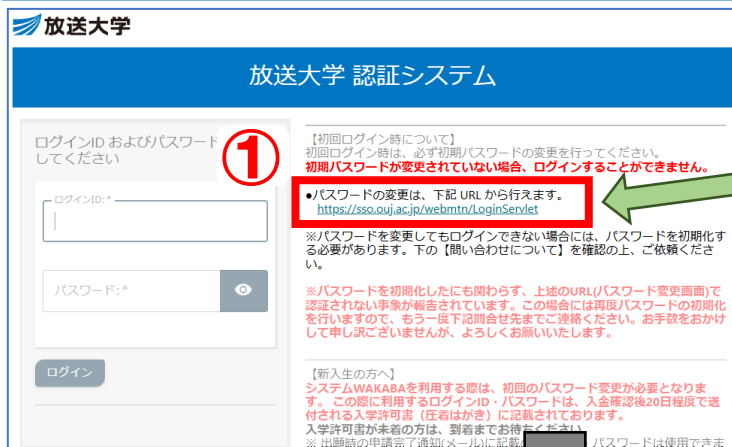 放送大学
放送大学 認証システム
ログインID およびパスワード
してください
①
ログインID: *
パスワード: *
ログイン
【初回ログイン時について】
初回ログイン時は、必ず初期パスワードの変更を行ってください。
初期パスワードが変更されていない場合、ログインすることができません。
●パスワードの変更は、下記 URL から行えます。
https://sso.ouj.ac.jp/webmtn/LoginServlet
※パスワードを変更してもログインできない場合には、パスワードを初期化す
る必要があります。下の【問い合わせについて】を確認の上、ご依頼くださ
い。
※パスワードを初期化したにも関わらず、上述のURL(パスワード変更画面)で
認証されない事象が報告されています。この場合には再度パスワードの初期化
を行いますので、もう一度下記問合せ先までご連絡ください。お手数をおかけ
して申し訳ございませんが、よろしくお願いいたします。
【新入生の方へ】
システムWAKABAを利用する際は、初回のパスワード変更が必要となりま
す。この際に利用するログインID・パスワードは、入金確認後20日程度で送
付される入学許可書（圧着はがき）に記載されております。
入学許可書が未着の方は、到着までお待ちください
※ 出願時の申請完了通知(メール)に記載 パスワードは使用できま